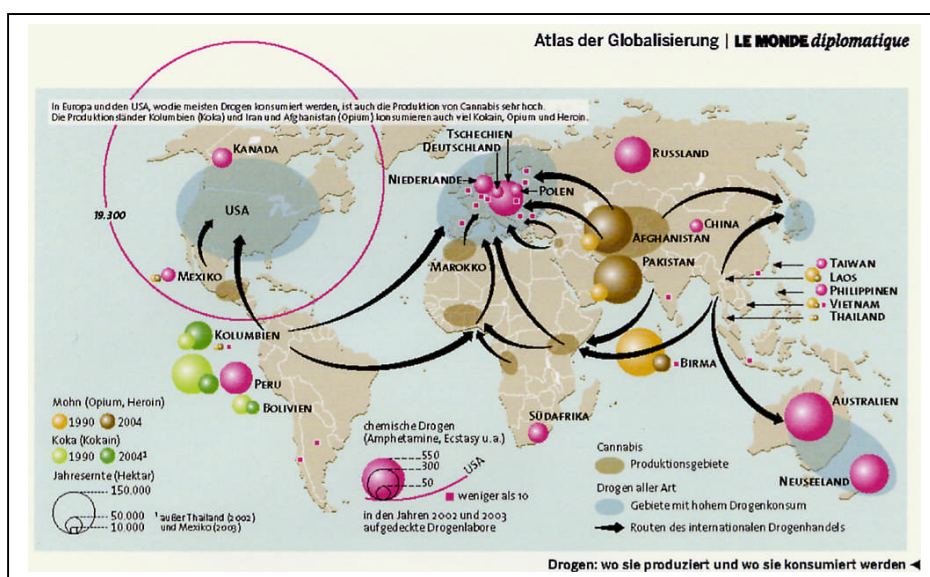 Atlas der Globalisierung | LE MONDE diplomatique
In Europa und den USA, wo die meisten Drogen konsumiert werden, ist auch die Produktion von Cannabis sehr hoch.
Die Produktionsländer Kolumbien (Koka) und Iran und Afghanistan (Opium) konsumieren auch viel Kokain, Opium und Heroin.
TSCHECHIEN
DEUTSCHLAND
KANADA
RUSSLAND
NIEDERLANDE
POLEN
19.300
USA
CHINA
AFGHANISTAN
MAROKKO
PAKISTAN
MEXIKO
TAIWAN
LAOS
PHILIPPINEN
VIETNAM
THAILAND
KOLUMBIEN
BIRMA
PERU
BOLIVIEN
SÜDAFRIKA
AUSTRALIEN
NEUSEELAND
Mohn (Opium, Heroin)
1990 2004
Koka (Kokain)
1990 2004¹
Jahresernte (Hektar)
150.000
50.000
10.000
¹ außer Thailand (2002)
und Mexiko (2003)
chemische Drogen
(Amphetamine, Ecstasy u.a.)
550
300
50
USA
weniger als 10
in den Jahren 2002 und 2003
aufgedeckte Drogenlabore
Cannabis
Produktionsgebiete
Drogen aller Art
Gebiete mit hohem Drogenkonsum
Routen des internationalen Drogenhandels
Drogen: wo sie produziert und wo sie konsumiert werden